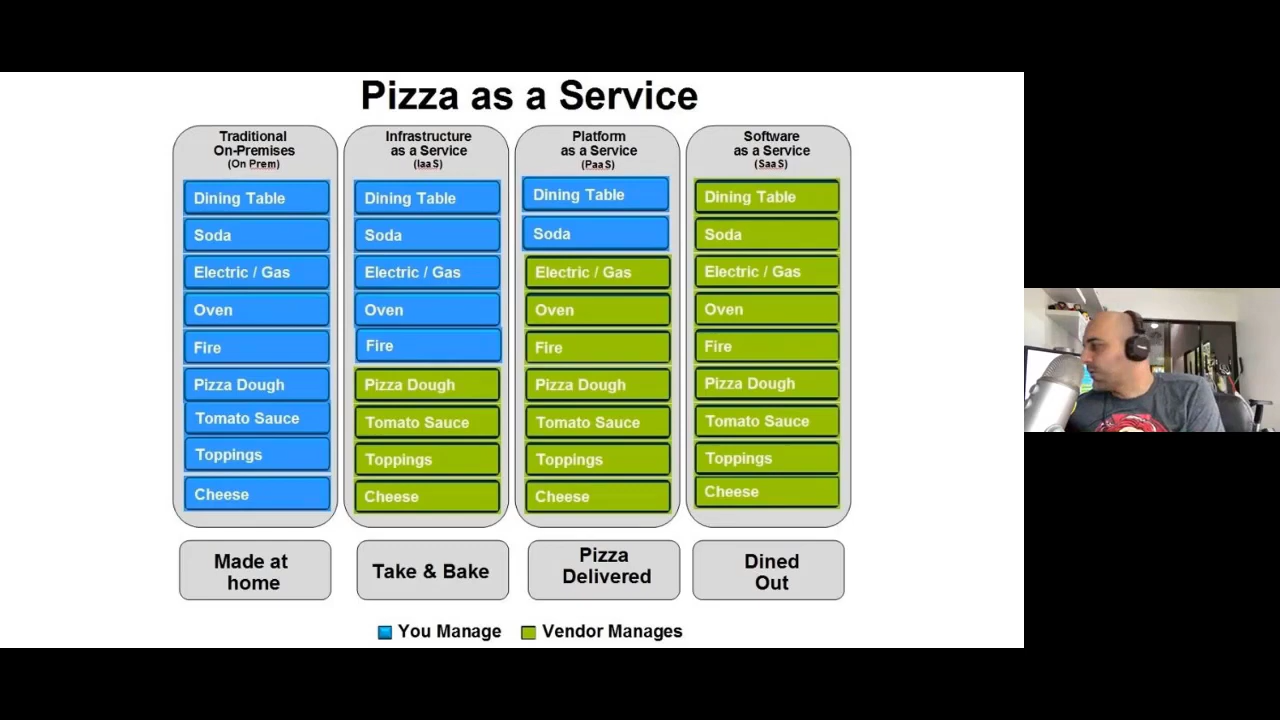 Pizza as a Service
Traditional
On-Premises
(On Prem)
Dining Table
Soda
Electric / Gas
Oven
Fire
Pizza Dough
Tomato Sauce
Toppings
Cheese
Made at
home
Infrastructure
as a Service
(IaaS)
Dining Table
Soda
Electric / Gas
Oven
Fire
Pizza Dough
Tomato Sauce
Toppings
Cheese
Take & Bake
Platform
as a Service
(PaaS)
Dining Table
Soda
Electric / Gas
Oven
Fire
Pizza Dough
Tomato Sauce
Toppings
Cheese
Pizza
Delivered
Software
as a Service
(SaaS)
Dining Table
Soda
Electric / Gas
Oven
Fire
Pizza Dough
Tomato Sauce
Toppings
Cheese
Dined
Out
You Manage
Vendor Manages